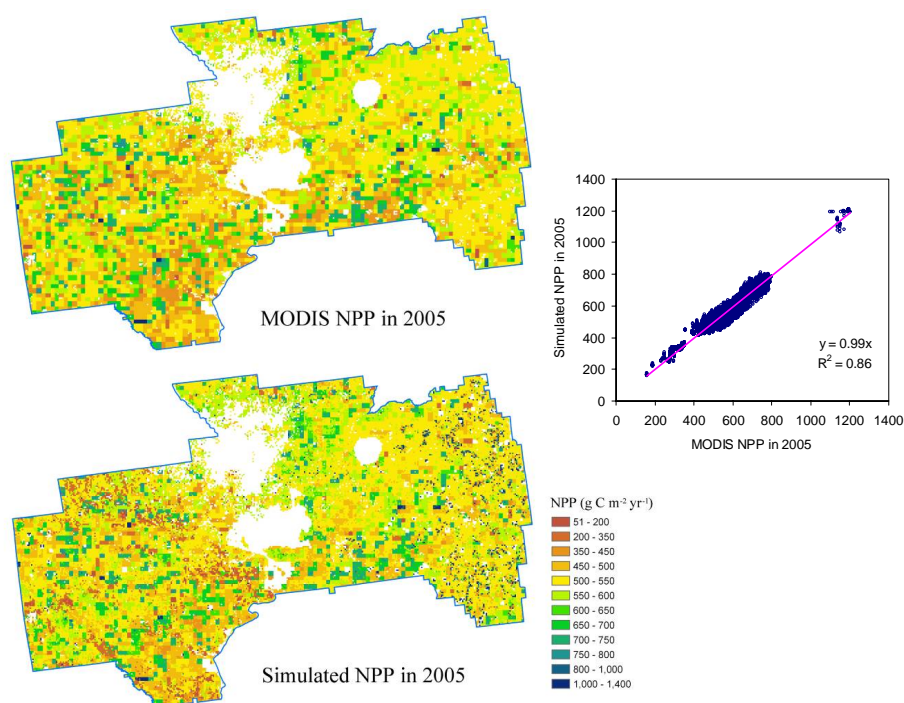 MODIS NPP in 2005
Simulated NPP in 2005
1400
1200
1000
800
600
400
200
0
y = 0.99x
R² = 0.86
0 200 400 600 800 1000 1200 1400
MODIS NPP in 2005
Simulated NPP in 2005
NPP (g C m⁻² yr⁻¹)
51 - 200
200 - 350
350 - 450
450 - 500
500 - 550
550 - 600
600 - 650
650 - 700
700 - 750
750 - 800
800 - 1,000
1,000 - 1,400